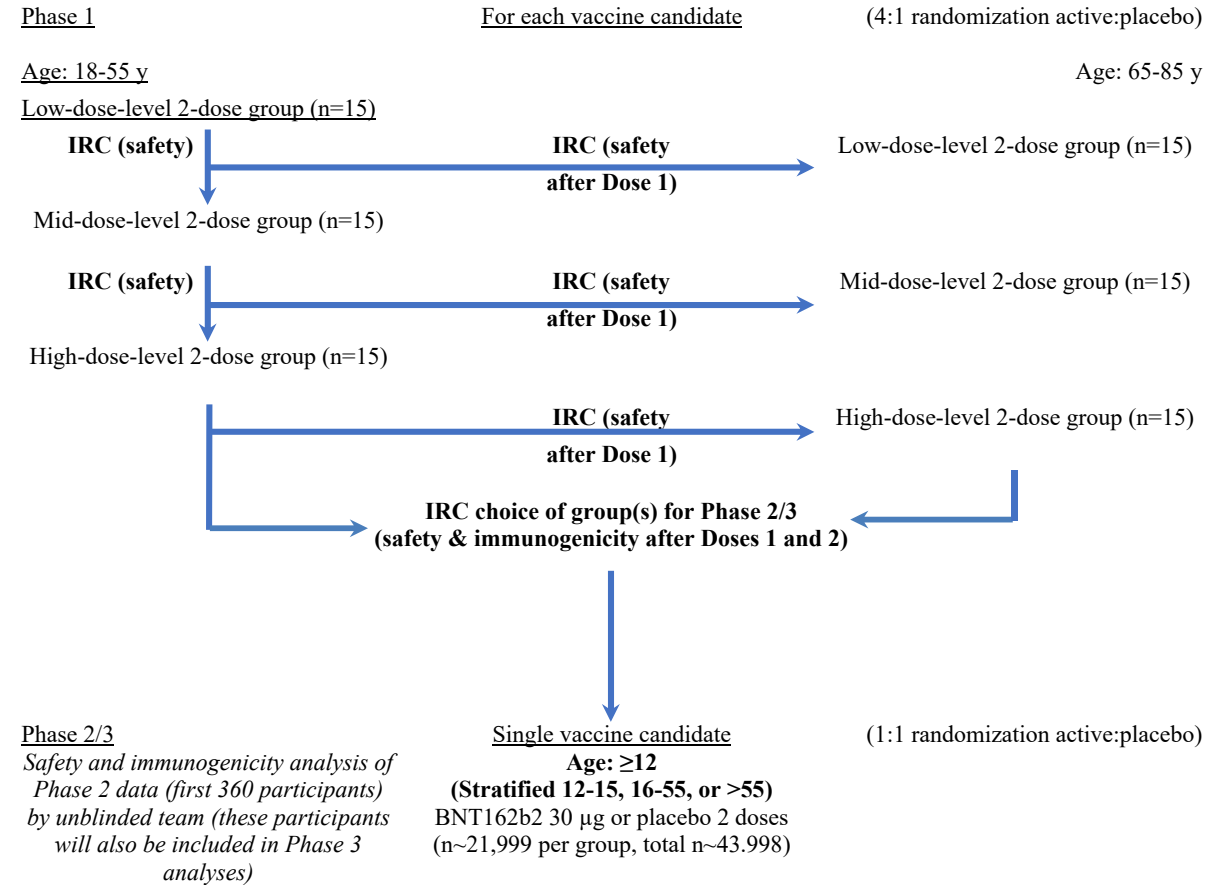 Phase 1 For each vaccine candidate (4:1 randomization active:placebo)
Age: 18-55 y Age: 65-85 y
Low-dose-level 2-dose group (n=15)
IRC (safety) IRC (safety Low-dose-level 2-dose group (n=15)
after Dose 1)
Mid-dose-level 2-dose group (n=15)
IRC (safety) IRC (safety Mid-dose-level 2-dose group (n=15)
after Dose 1)
High-dose-level 2-dose group (n=15)
IRC (safety High-dose-level 2-dose group (n=15)
after Dose 1)
IRC choice of group(s) for Phase 2/3
(safety & immunogenicity after Doses 1 and 2)
Phase 2/3 Single vaccine candidate (1:1 randomization active:placebo)
Safety and immunogenicity analysis of
Phase 2 data (first 360 participants)
by unblinded team (these participants
will also be included in Phase 3
analyses)
Age: ≥12
(Stratified 12-15, 16-55, or >55)
BNT162b2 30 µg or placebo 2 doses
(n~21,999 per group, total n~43.998)